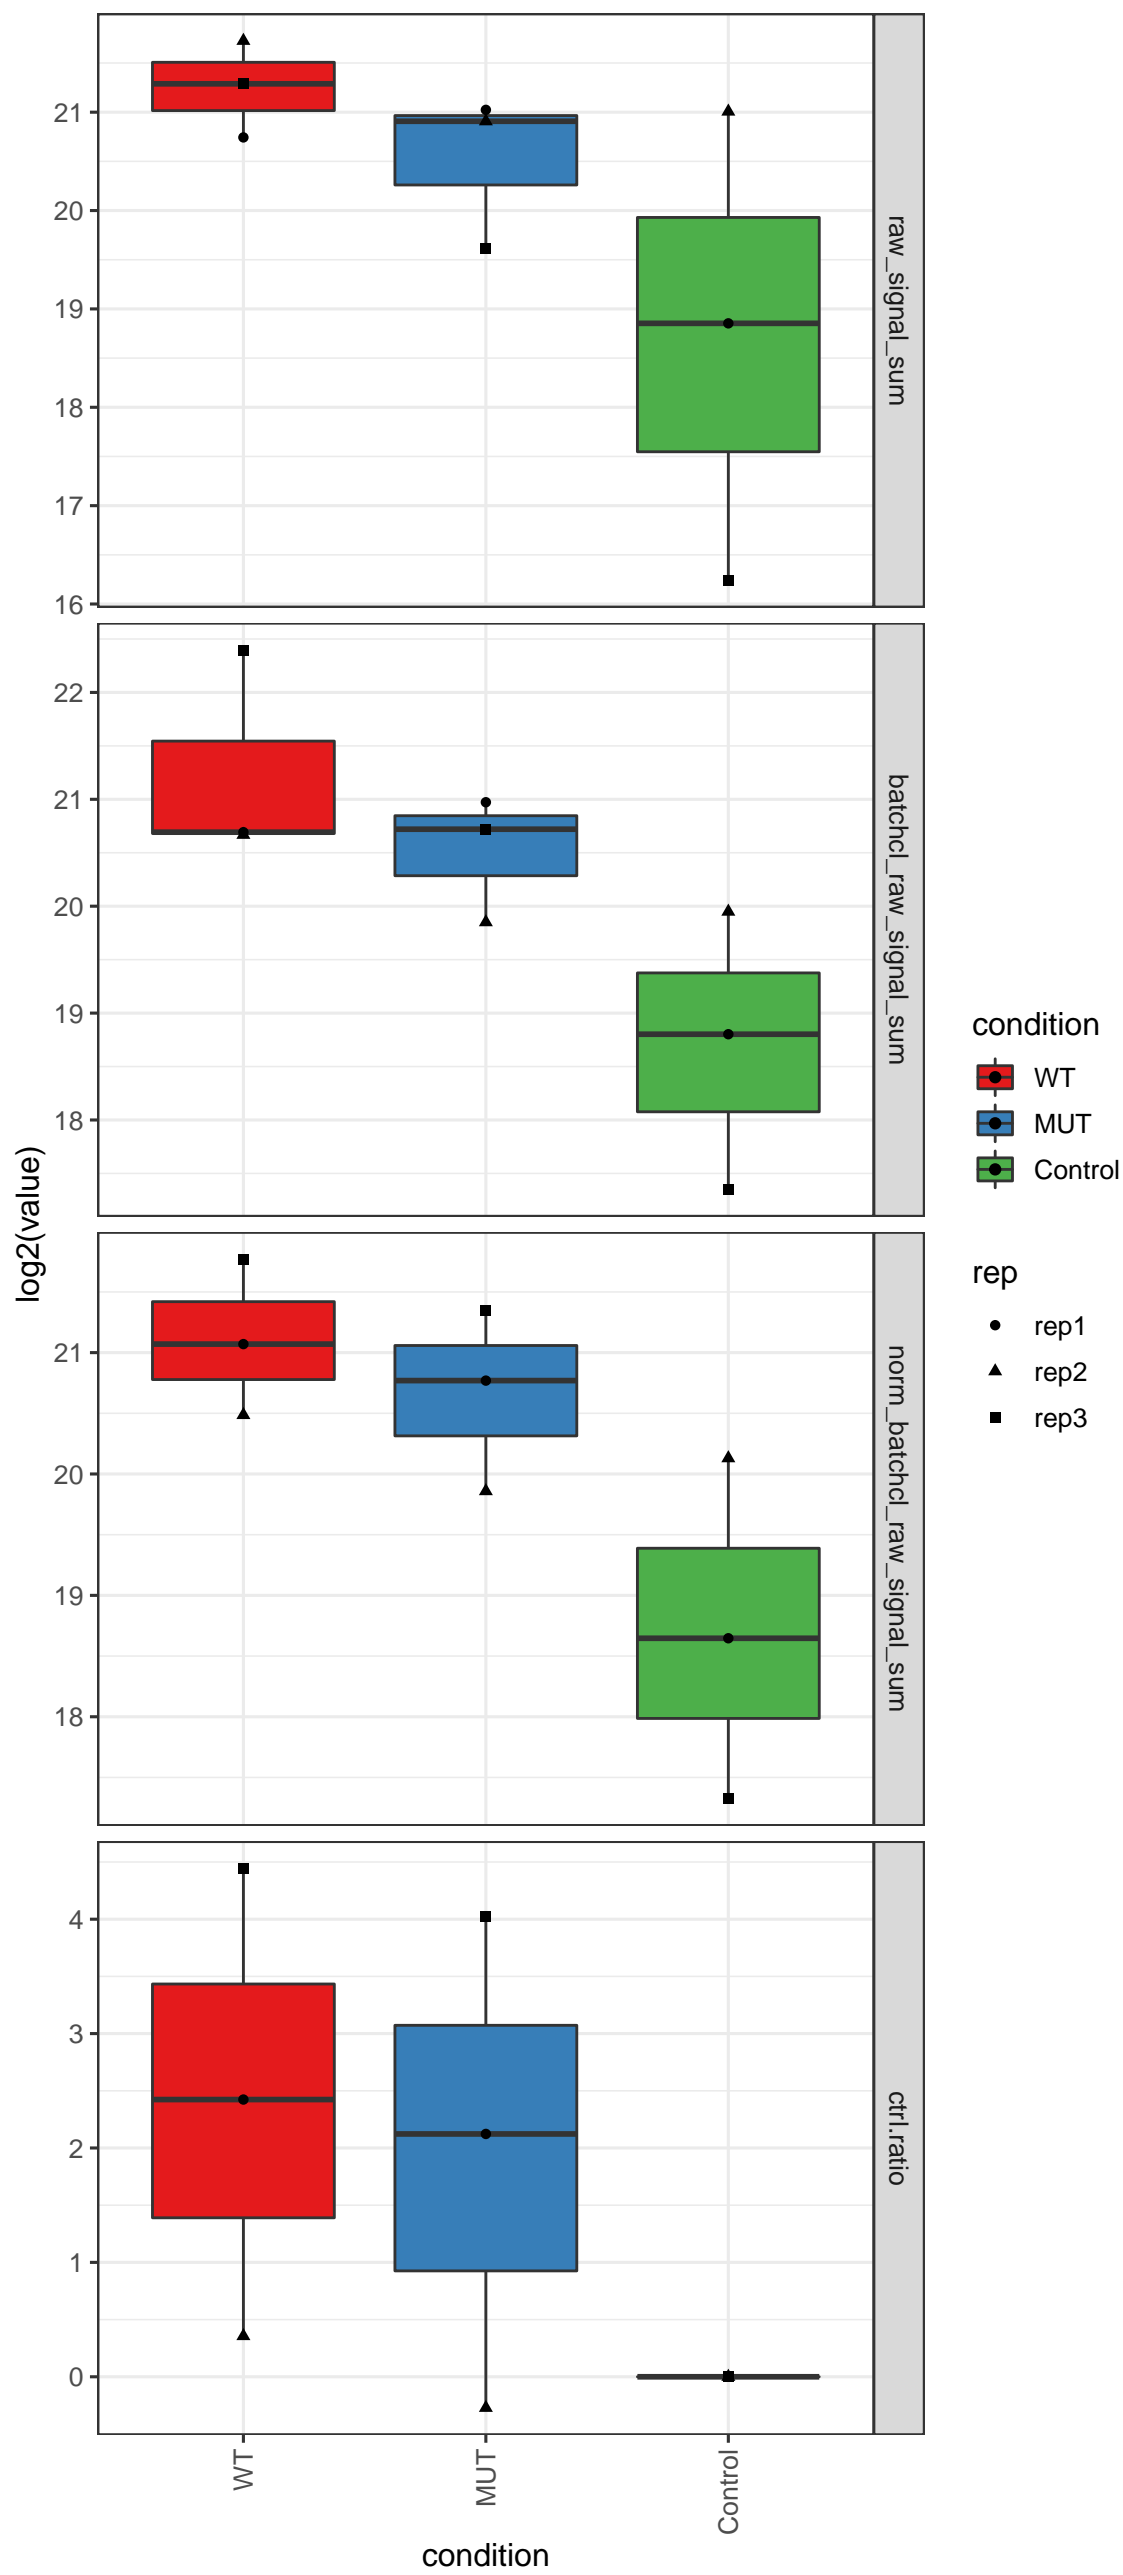 log2(value)
21
20
19
18
17
16
raw_signal_sum
22
21
20
19
18
batchcl_raw_signal_sum
21
20
19
18
norm_batchcl_raw_signal_sum
4
3
2
1
0
ctrl.ratio
WT
MUT
Control
condition
condition
WT
MUT
Control
rep
rep1
rep2
rep3